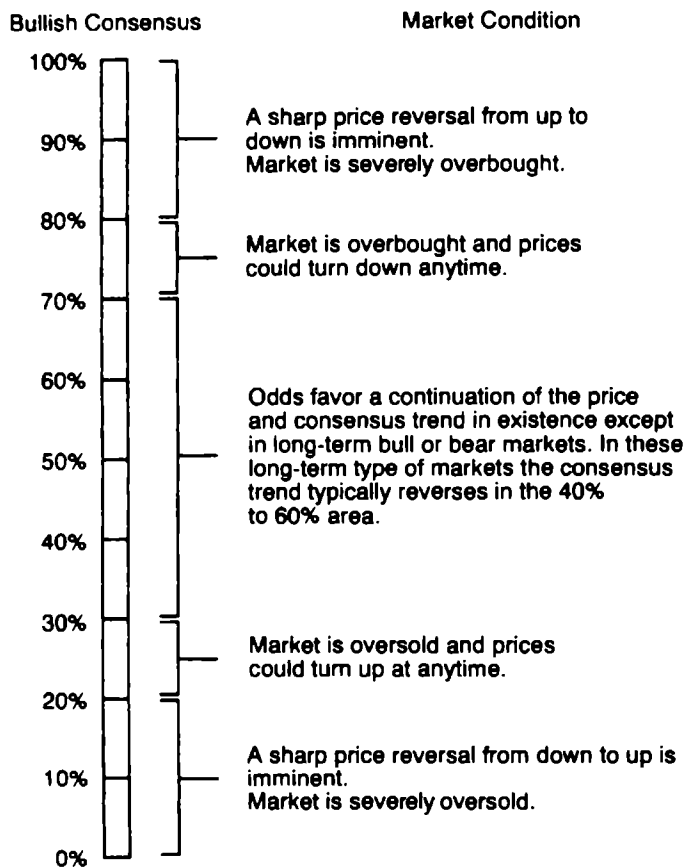 Bullish Consensus Market Condition
100%
90%
A sharp price reversal from up to
down is imminent.
Market is severely overbought.
80%
Market is overbought and prices
could turn down anytime.
70%
60%
Odds favor a continuation of the price
and consensus trend in existence except
in long-term bull or bear markets. In these
long-term type of markets the consensus
trend typically reverses in the 40%
to 60% area.
50%
40%
30%
Market is oversold and prices
could turn up at anytime.
20%
A sharp price reversal from down to up is
imminent.
Market is severely oversold.
10%
0%